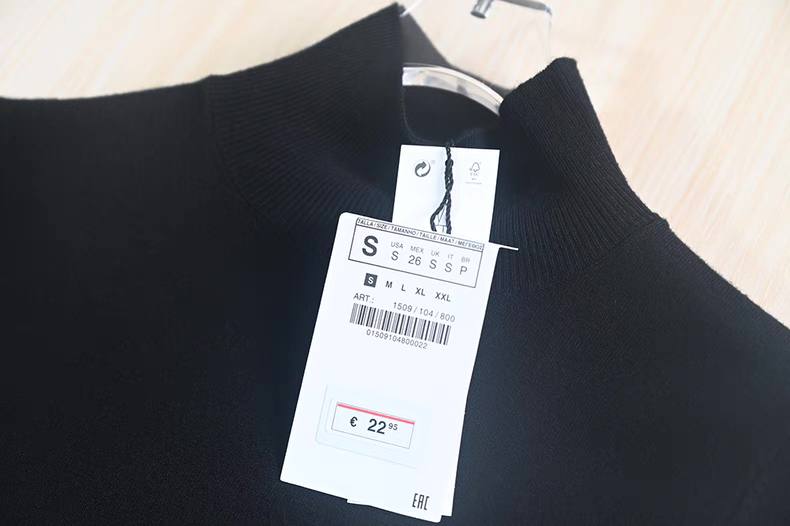 TALLA / SIZE / TAMANHO / TAILLE / MAAT / MEГЕӨГЕ
S
USA MEX UK IT BR
S 26 S S P
S M L XL XXL
ART.: 1509 / 104 / 800
01509104800022
€ 22 95
EAC